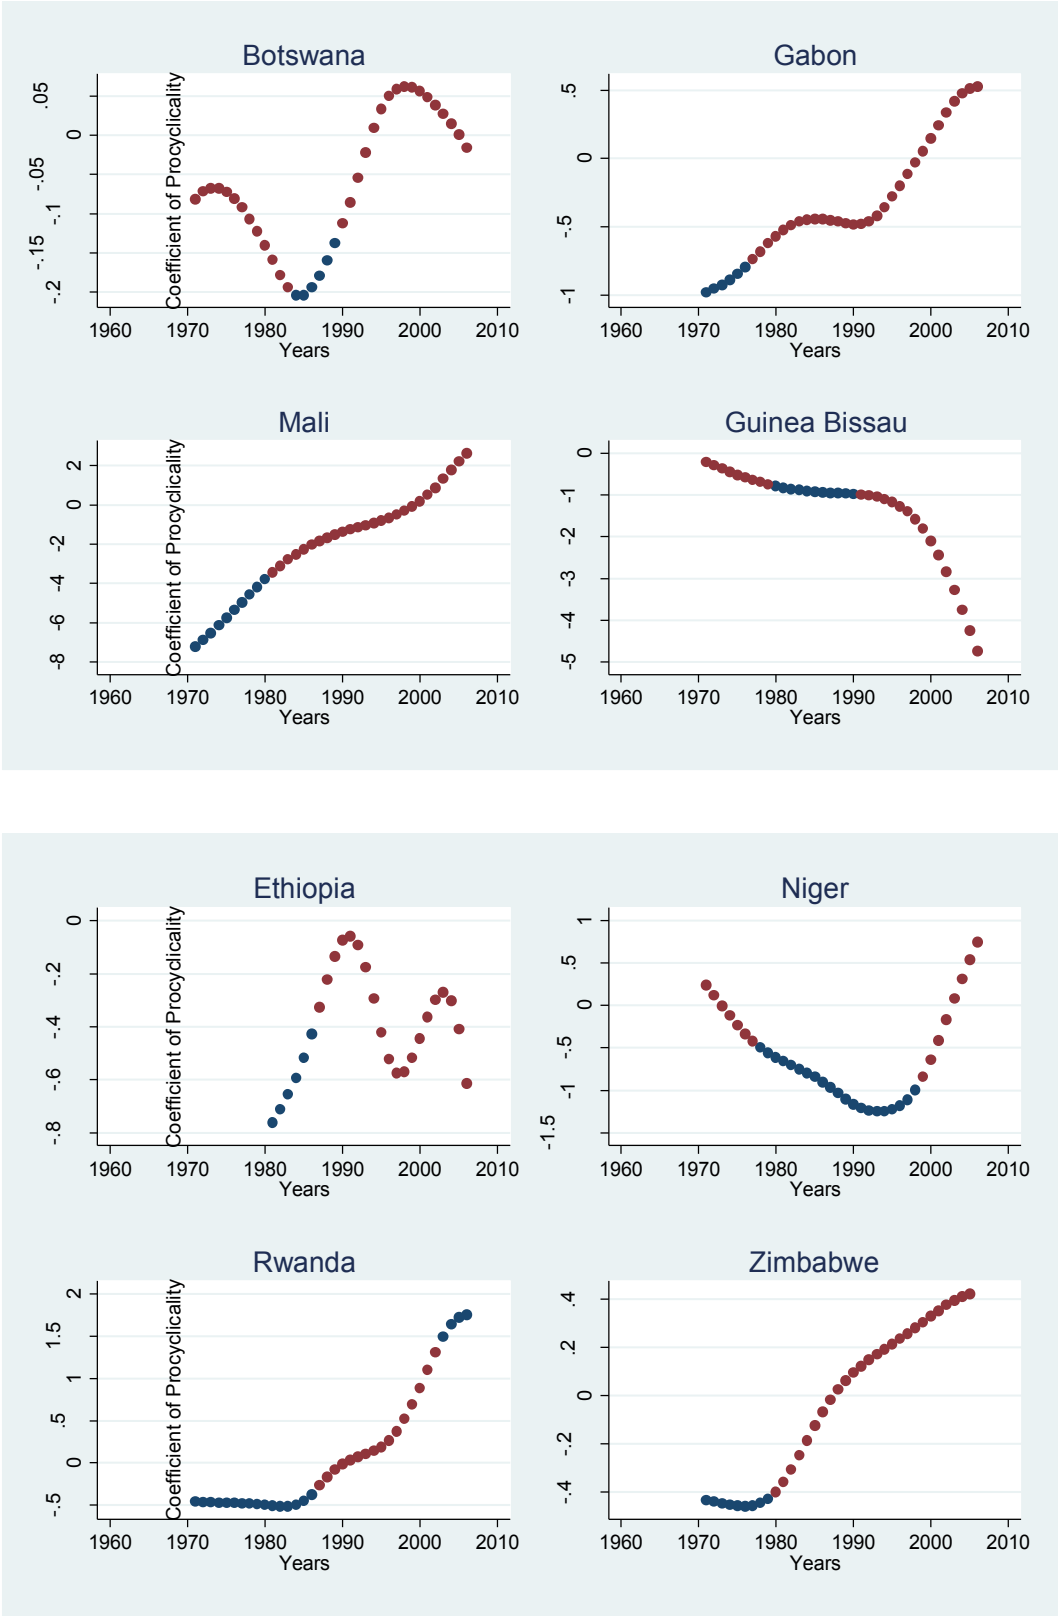 Botswana
Coefficient of Procyclicality
.05
0
-.05
-.1
-.15
-.2
1960 1970 1980 1990 2000 2010
Years
Gabon
.5
0
-.5
-1
1960 1970 1980 1990 2000 2010
Years
Mali
Coefficient of Procyclicality
2
0
-2
-4
-6
-8
1960 1970 1980 1990 2000 2010
Years
Guinea Bissau
0
-1
-2
-3
-4
-5
1960 1970 1980 1990 2000 2010
Years
Ethiopia
Coefficient of Procyclicality
0
-.2
-.4
-.6
-.8
1960 1970 1980 1990 2000 2010
Years
Niger
1
.5
0
-.5
-1
-1.5
1960 1970 1980 1990 2000 2010
Years
Rwanda
Coefficient of Procyclicality
2
1.5
1
.5
0
-.5
1960 1970 1980 1990 2000 2010
Years
Zimbabwe
.4
.2
0
-.2
-.4
1960 1970 1980 1990 2000 2010
Years